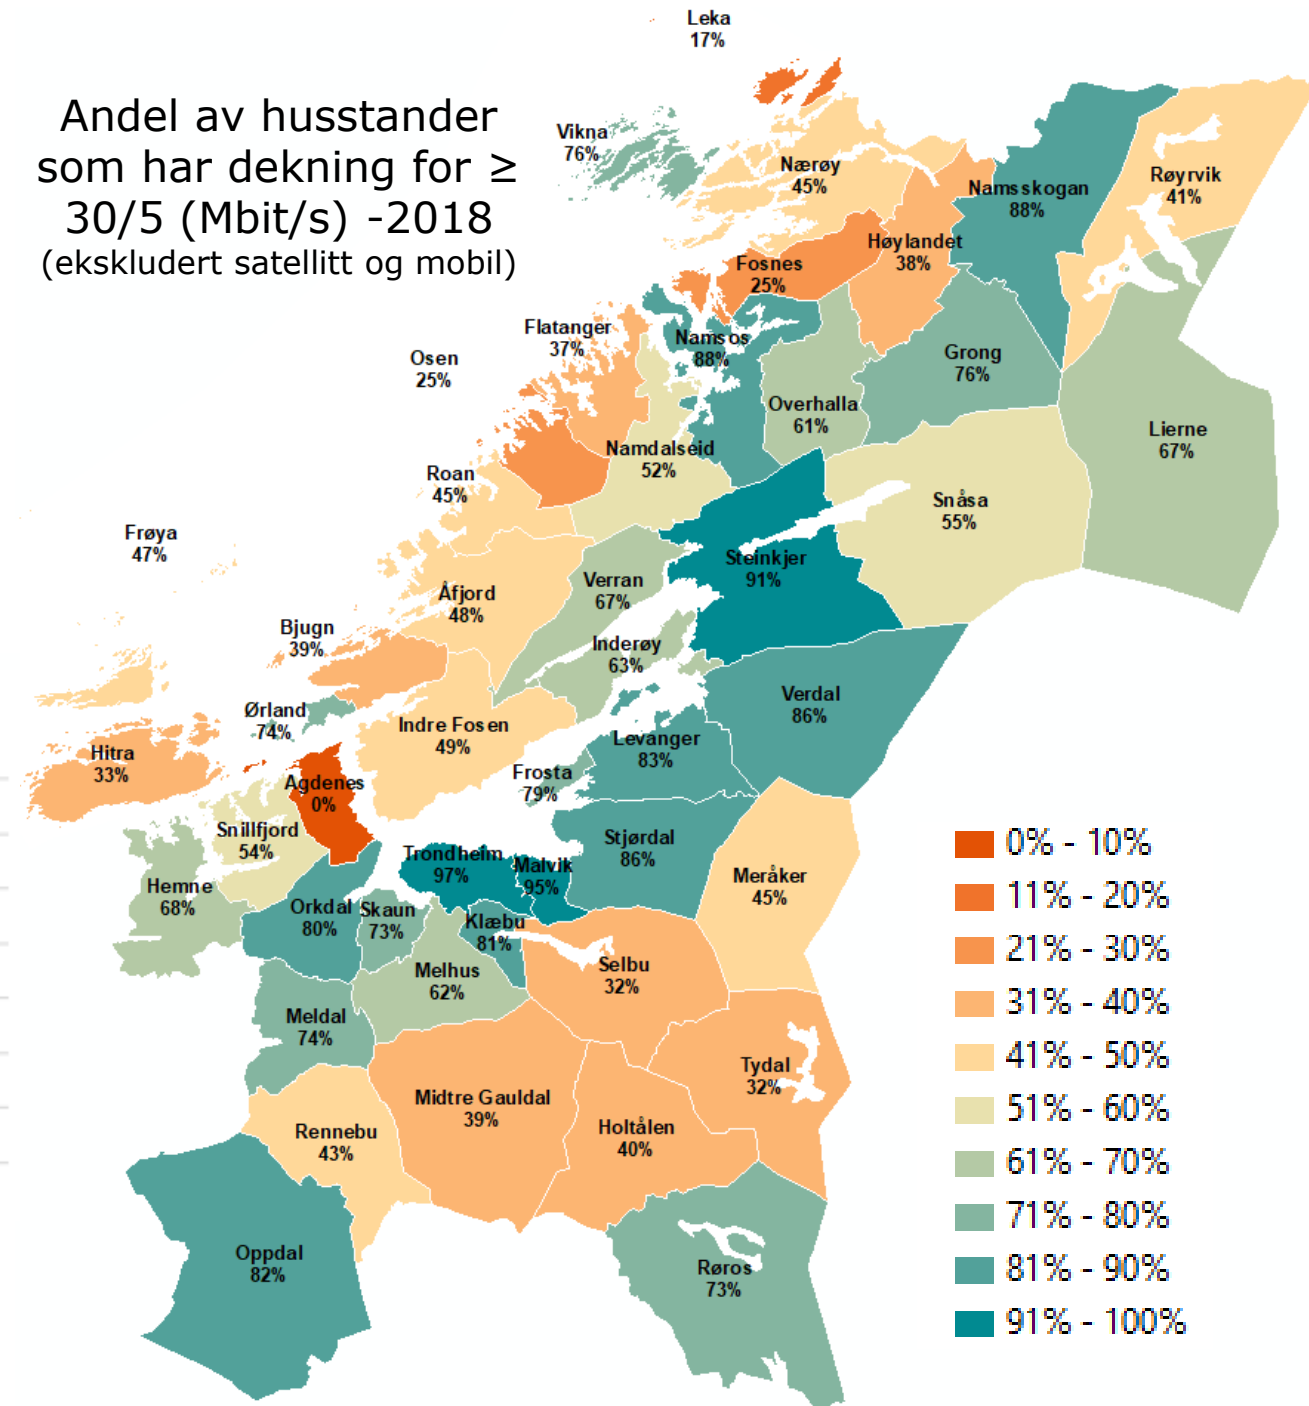 Leka
17%
Andel av husstander
som har dekning for ≥
30/5 (Mbit/s) -2018
(ekskludert satellitt og mobil)
Vikna
76%
Nærøy
45%
Namsskogan
88%
Røyrvik
41%
Høylandet
38%
Fosnes
25%
Flatanger
37%
Namsos
88%
Osen
25%
Grong
76%
Overhalla
61%
Lierne
67%
Namdalseid
52%
Roan
45%
Snåsa
55%
Frøya
47%
Steinkjer
91%
Verran
67%
Åfjord
48%
Bjugn
39%
Inderøy
63%
Verdal
86%
Ørland
74%
Indre Fosen
49%
Levanger
83%
Hitra
33%
Frosta
79%
Agdenes
0%
Snillfjord
54%
Stjørdal
86%
Trondheim
97%
Malvik
95%
Meråker
45%
Hemne
68%
Orkdal
80%
Skaun
73%
Klæbu
81%
Melhus
62%
Selbu
32%
Meldal
74%
Tydal
32%
Midtre Gauldal
39%
Holtålen
40%
Rennebu
43%
Oppdal
82%
Røros
73%
0% - 10%
11% - 20%
21% - 30%
31% - 40%
41% - 50%
51% - 60%
61% - 70%
71% - 80%
81% - 90%
91% - 100%